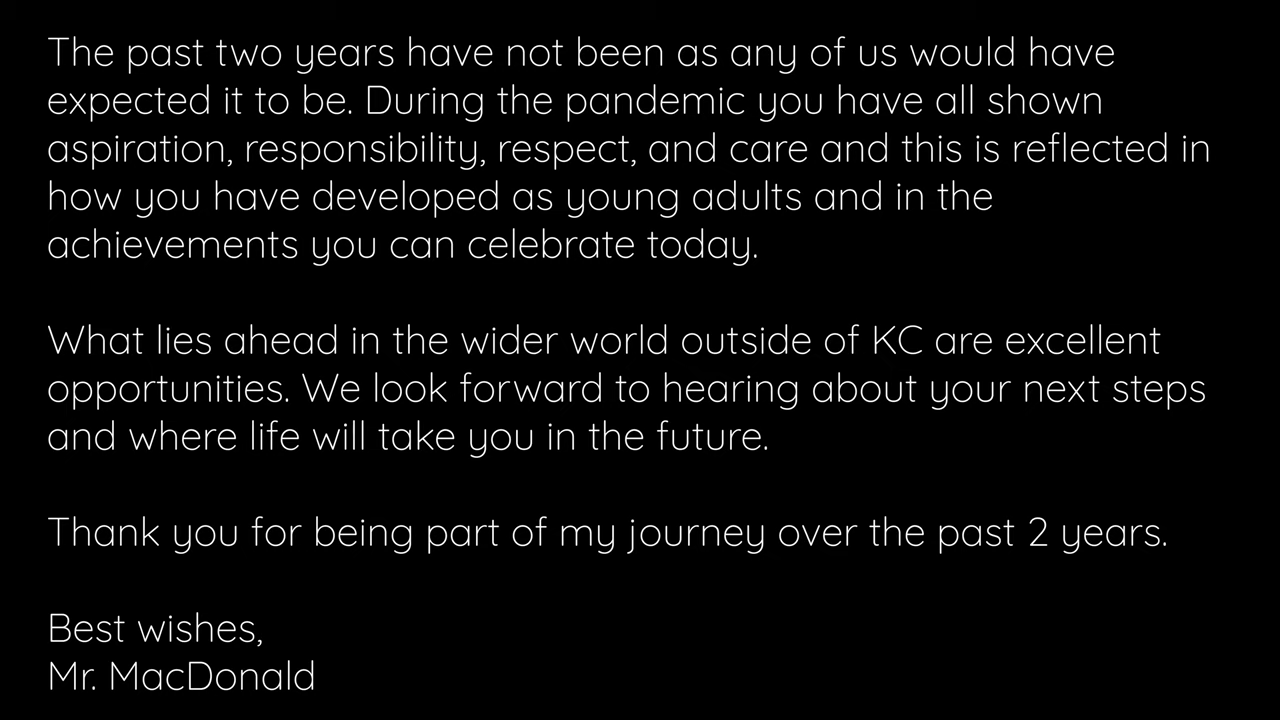 The past two years have not been as any of us would have
expected it to be. During the pandemic you have all shown
aspiration, responsibility, respect, and care and this is reflected in
how you have developed as young adults and in the
achievements you can celebrate today.
What lies ahead in the wider world outside of KC are excellent
opportunities. We look forward to hearing about your next steps
and where life will take you in the future.
Thank you for being part of my journey over the past 2 years.
Best wishes,
Mr. MacDonald